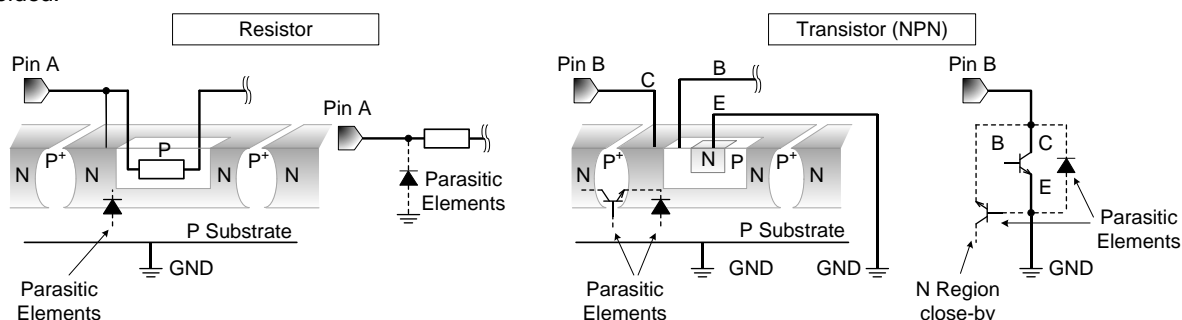 Resistor
Transistor (NPN)
Pin A
P
N
P+
N
N
P+
N
Parasitic
Elements
P Substrate
GND
Pin A
Parasitic
Elements
Pin B
C
B
E
N
P+
N
N
P
N
P+
N
P Substrate
GND
GND
Parasitic
Elements
Pin B
B
C
E
Parasitic
Elements
GND
N Region
close-by